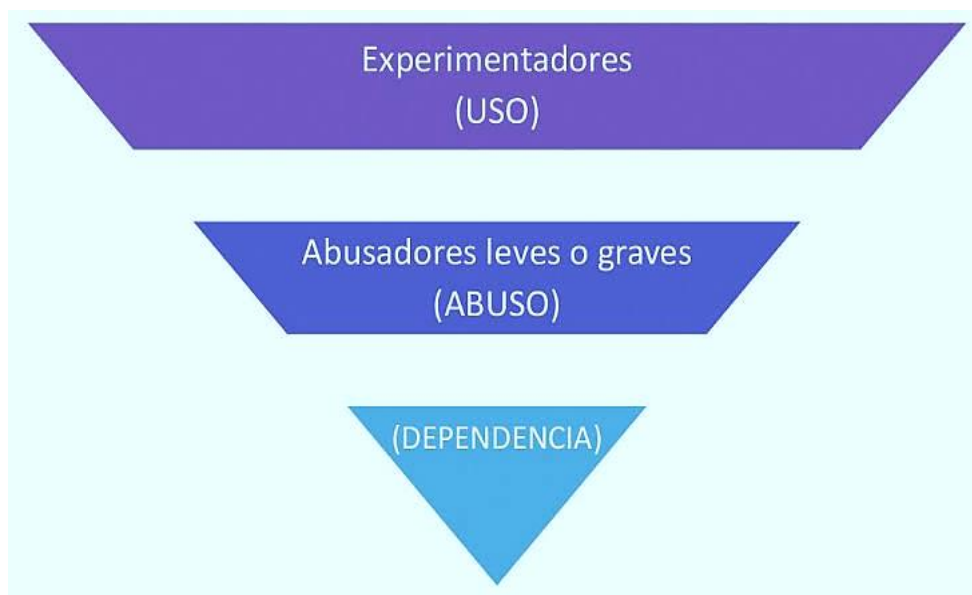 Experimentadores
(USO)
Abusadores leves o graves
(ABUSO)
(DEPENDENCIA)